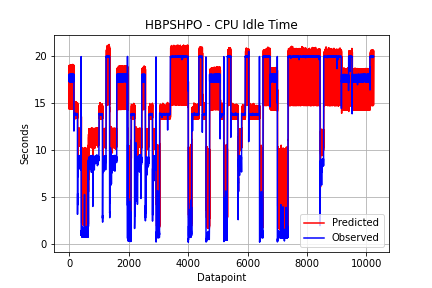 HBPSHPO - CPU Idle Time
Seconds
20
15
10
5
0
0
2000
4000
6000
8000
10000
Datapoint
Predicted
Observed